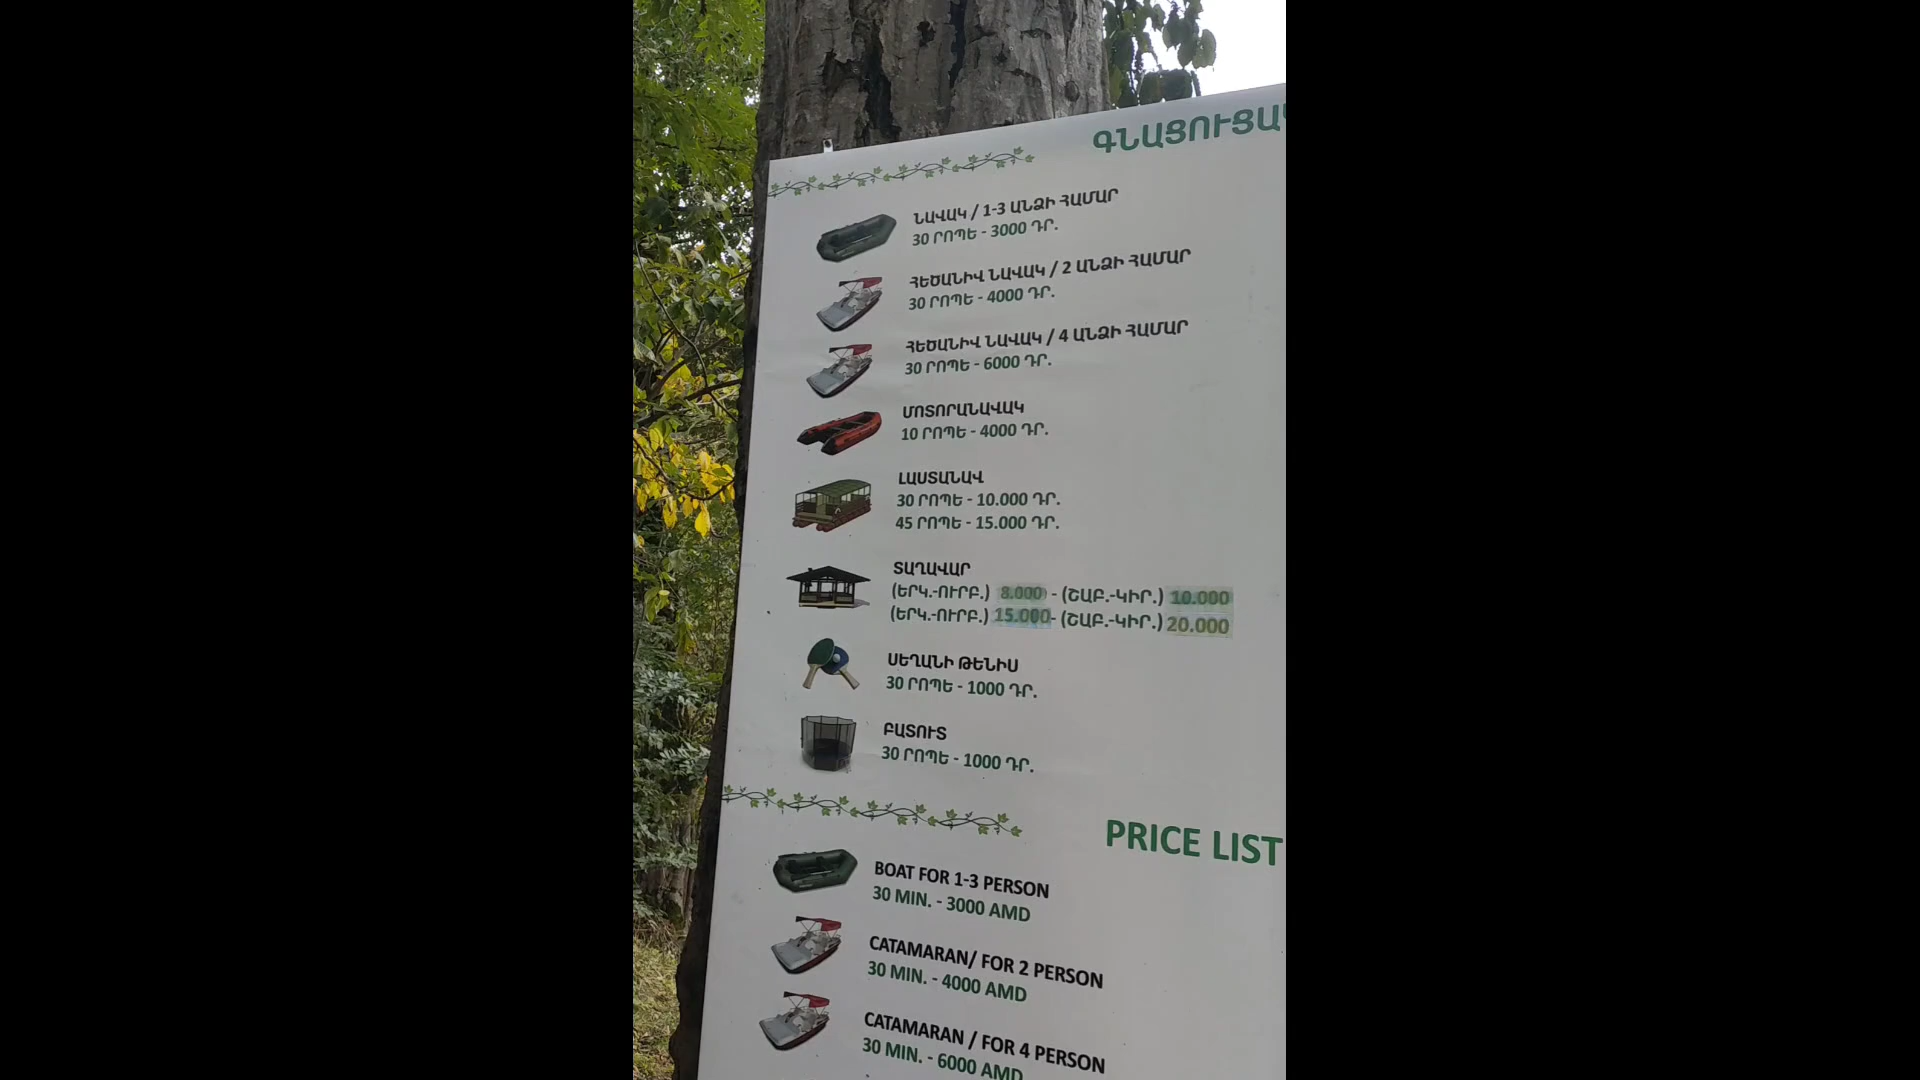 ԳՆԱՑՈՒՑԱ
ՆԱՎԱԿ / 1-3 ԱՆՁԻ ՀԱՄԱՐ
30 ՐՈՊԵ - 3000 ԴՐ.
ՀԵԾԱՆԻՎ ՆԱՎԱԿ / 2 ԱՆՁԻ ՀԱՄԱՐ
30 ՐՈՊԵ - 4000 ԴՐ.
ՀԵԾԱՆԻՎ ՆԱՎԱԿ / 4 ԱՆՁԻ ՀԱՄԱՐ
30 ՐՈՊԵ - 6000 ԴՐ.
ՄՈՏՈՐԱՆԱՎԱԿ
10 ՐՈՊԵ - 4000 ԴՐ.
ԼԱՍՏԱՆԱՎ
30 ՐՈՊԵ - 10.000 ԴՐ.
45 ՐՈՊԵ - 15.000 ԴՐ.
ՏԱՂԱՎԱՐ
(ԵՐԿ.-ՈՒՐԲ.) 8.000 - (ՇԱԲ.-ԿԻՐ.) 10.000
(ԵՐԿ.-ՈՒՐԲ.) 15.000- (ՇԱԲ.-ԿԻՐ.) 20.000
ՍԵՂԱՆԻ ԹԵՆԻՍ
30 ՐՈՊԵ - 1000 ԴՐ.
ԲԱՏՈՒՏ
30 ՐՈՊԵ - 1000 ԴՐ.
PRICE LIST
BOAT FOR 1-3 PERSON
30 MIN. - 3000 AMD
CATAMARAN/ FOR 2 PERSON
30 MIN. - 4000 AMD
CATAMARAN / FOR 4 PERSON
30 MIN. - 6000 AMD